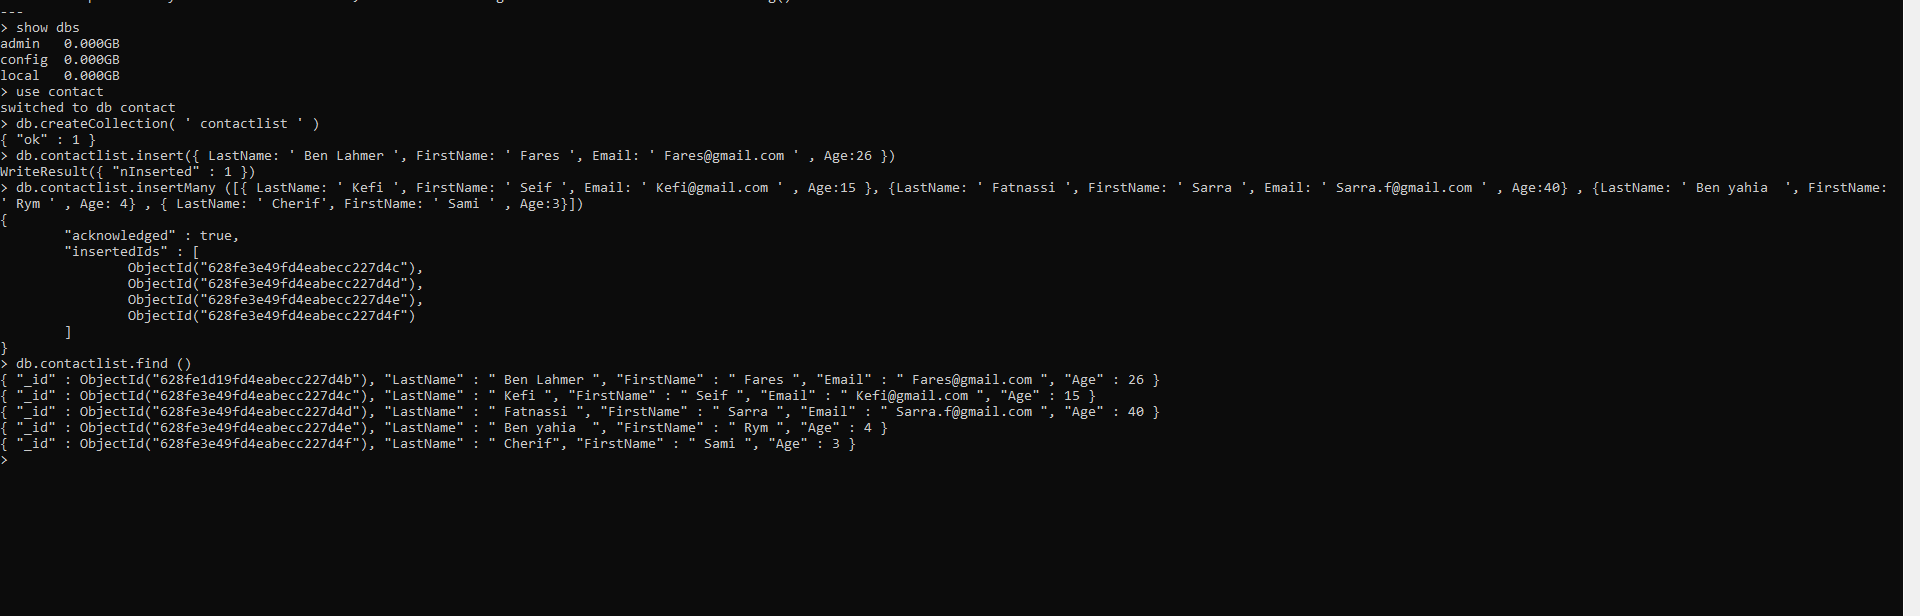 ---
> show dbs
admin   0.000GB
config  0.000GB
local   0.000GB
> use contact
switched to db contact
> db.createCollection( ' contactlist ' )
{ "ok" : 1 }
> db.contactlist.insert({ LastName: ' Ben Lahmer ', FirstName: ' Fares ', Email: ' Fares@gmail.com ' , Age:26 })
WriteResult({ "nInserted" : 1 })
> db.contactlist.insertMany ([{ LastName: ' Kefi ', FirstName: ' Seif ', Email: ' Kefi@gmail.com ' , Age:15 }, {LastName: ' Fatnassi ', FirstName: ' Sarra ', Email: ' Sarra.f@gmail.com ' , Age:40} , {LastName: ' Ben yahia  ', FirstName:
' Rym ' , Age: 4} , { LastName: ' Cherif', FirstName: ' Sami ' , Age:3}])
{
        "acknowledged" : true,
        "insertedIds" : [
                ObjectId("628fe3e49fd4eabecc227d4c"),
                ObjectId("628fe3e49fd4eabecc227d4d"),
                ObjectId("628fe3e49fd4eabecc227d4e"),
                ObjectId("628fe3e49fd4eabecc227d4f")
        ]
}
> db.contactlist.find ()
{ "_id" : ObjectId("628fe1d19fd4eabecc227d4b"), "LastName" : " Ben Lahmer ", "FirstName" : " Fares ", "Email" : " Fares@gmail.com ", "Age" : 26 }
{ "_id" : ObjectId("628fe3e49fd4eabecc227d4c"), "LastName" : " Kefi ", "FirstName" : " Seif ", "Email" : " Kefi@gmail.com ", "Age" : 15 }
{ "_id" : ObjectId("628fe3e49fd4eabecc227d4d"), "LastName" : " Fatnassi ", "FirstName" : " Sarra ", "Email" : " Sarra.f@gmail.com ", "Age" : 40 }
{ "_id" : ObjectId("628fe3e49fd4eabecc227d4e"), "LastName" : " Ben yahia  ", "FirstName" : " Rym ", "Age" : 4 }
{ "_id" : ObjectId("628fe3e49fd4eabecc227d4f"), "LastName" : " Cherif", "FirstName" : " Sami ", "Age" : 3 }
>